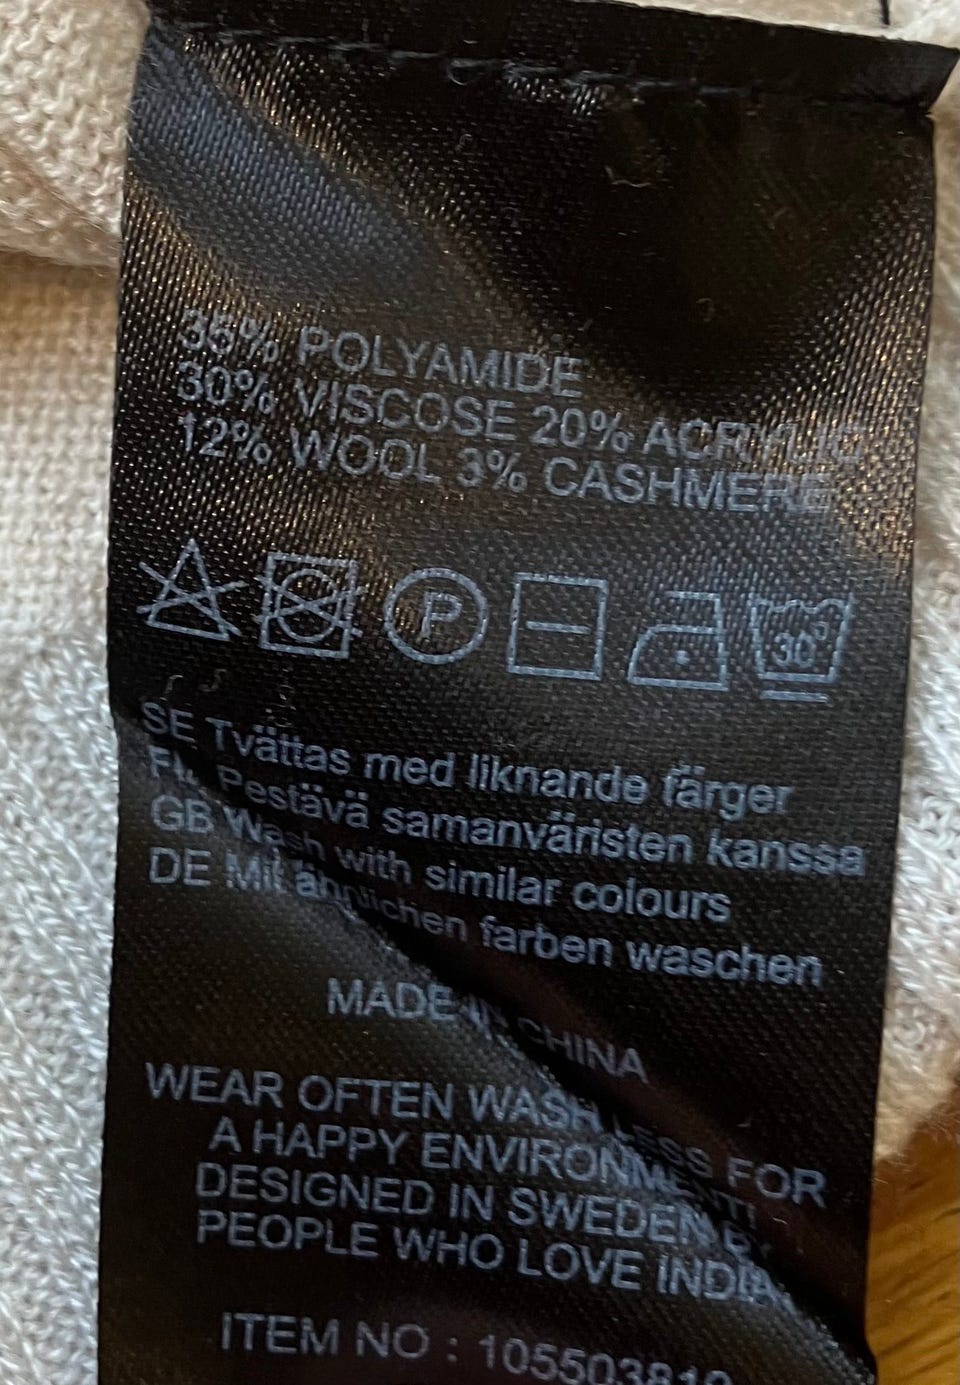 35% POLYAMIDE
30% VISCOSE 20% ACRYLIC
12% WOOL 3% CASHMERE
P 30°
SE Tvättas med liknande färger
FI Pestävä samanväristen kanssa
GB Wash with similar colours
DE Mit ähnlichen farben waschen
MADE IN CHINA
WEAR OFTEN WASH LESS FOR
A HAPPY ENVIRONMENT!
DESIGNED IN SWEDEN BY
PEOPLE WHO LOVE INDIA
ITEM NO : 105503819